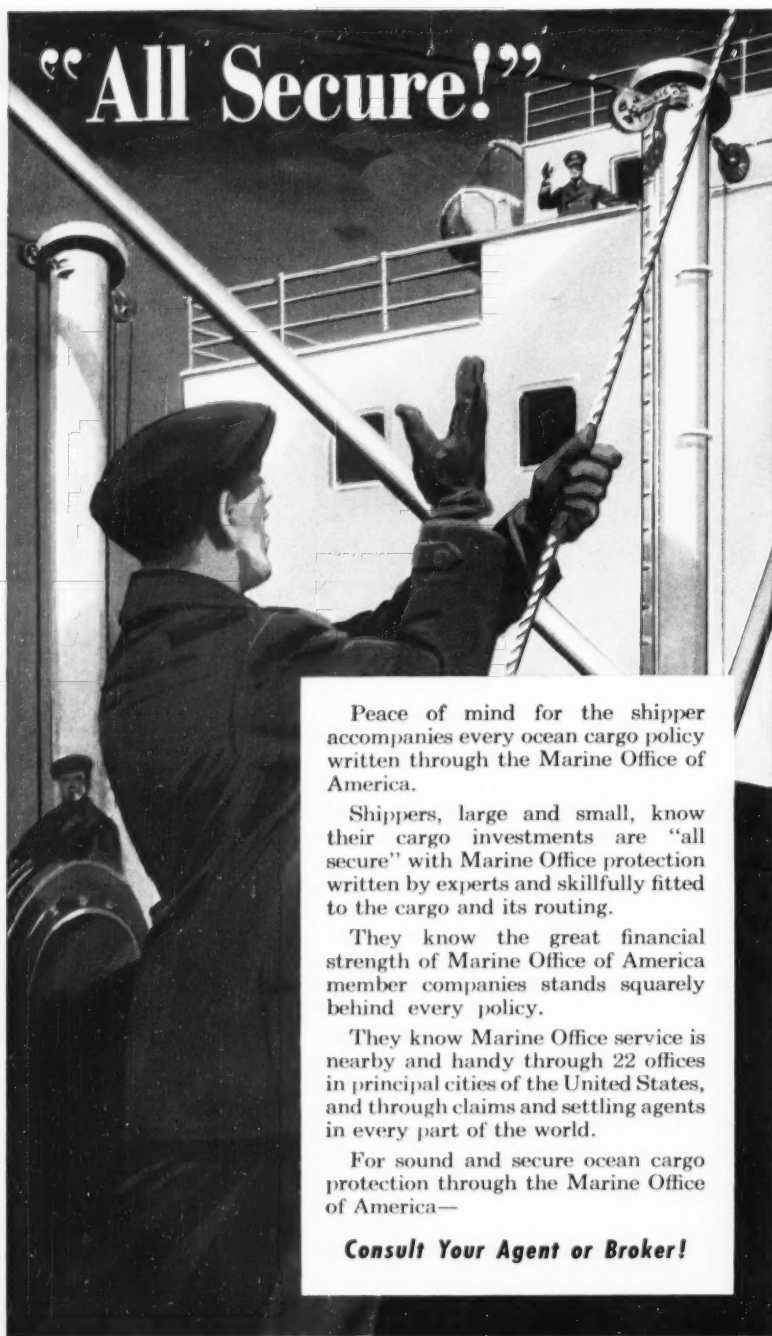 “All Secure!”
Peace of mind for the shipper
accompanies every ocean cargo policy
written through the Marine Office of
America.
Shippers, large and small, know
their cargo investments are “all
secure” with Marine Office protection
written by experts and skillfully fitted
to the cargo and its routing.
They know the great financial
strength of Marine Office of America
member companies stands squarely
behind every policy.
They know Marine Office service is
nearby and handy through 22 offices
in principal cities of the United States,
and through claims and settling agents
in every part of the world.
For sound and secure ocean cargo
protection through the Marine Office
of America—
Consult Your Agent or Broker!